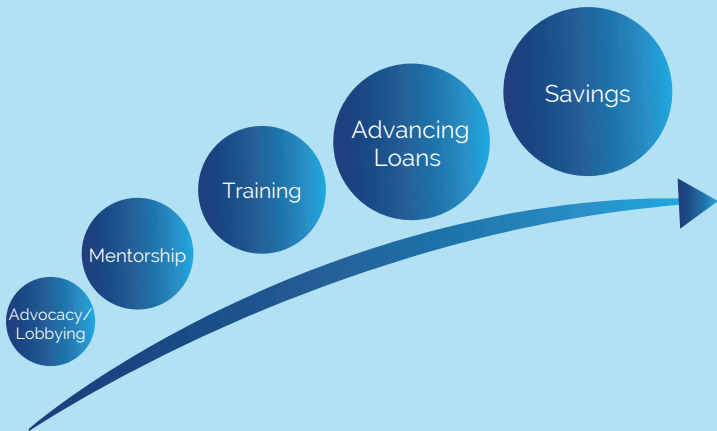 Advocacy/
Lobbying
Mentorship
Training
Advancing
Loans
Savings